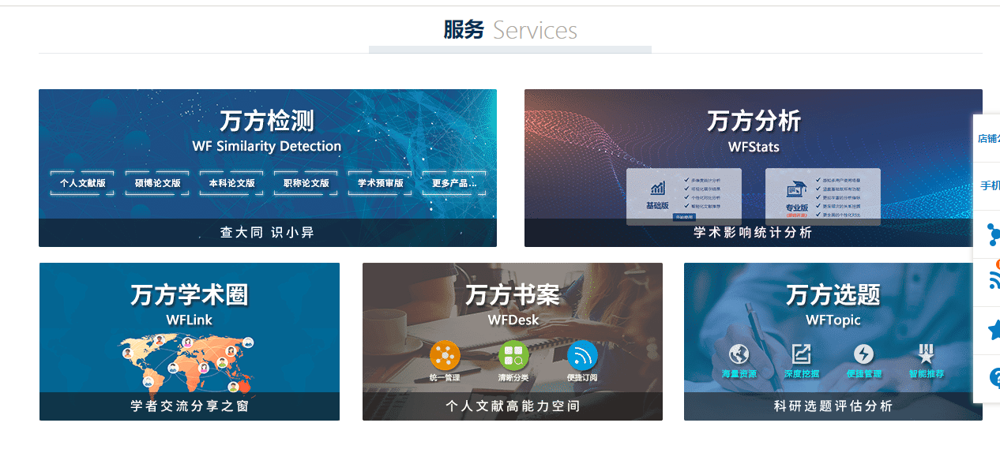 服务 Services
万方检测
WF Similarity Detection
个人文献版 硕博论文版 本科论文版 职称论文版 学术预审版 更多产品...
查大同 识小异
万方分析
WFStats
基础版
专业版
学术影响统计分析
店铺
手机
万方学术圈
WFLink
学者交流分享之窗
万方书案
WFDesk
统一管理 清晰分类 便捷订阅
个人文献高能力空间
万方选题
WFTopic
海量资源 深度挖掘 便捷管理 智能推荐
科研选题评估分析